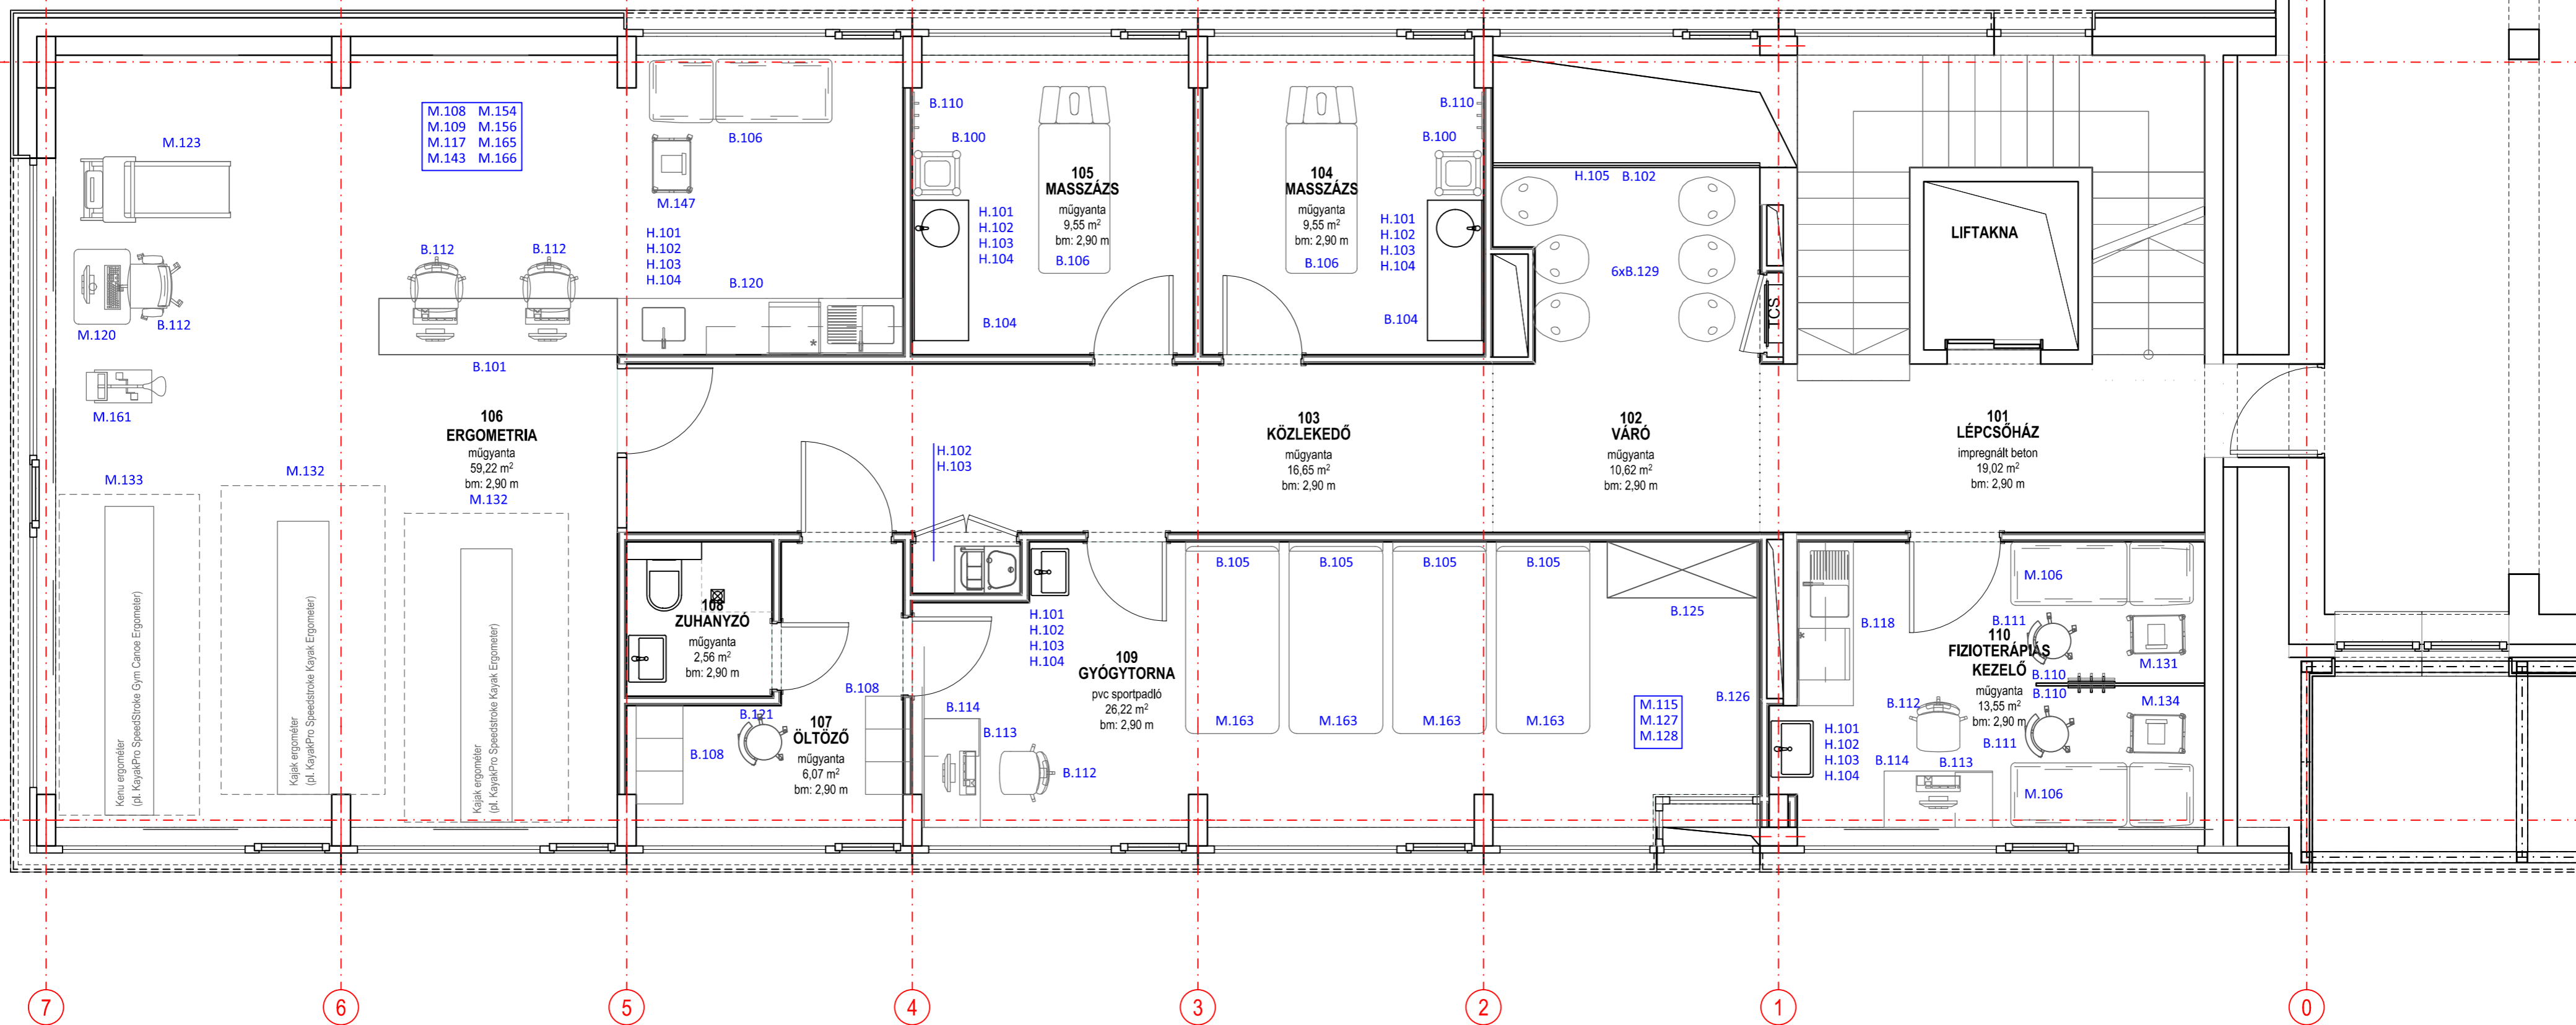 M.123
M.108 M.154
M.109 M.156
M.117 M.165
M.143 M.166
B.106
M.147
H.101
H.102
H.103
H.104
B.120
B.112
B.112
B.112
M.120
B.101
M.161
106
ERGOMETRIA
műgyanta
59,22 m²
bm: 2,90 m
M.133
M.132
M.132
Kenu ergométer
(pl. KayakPro SpeedStroke Gym Canoe Ergometer)
Kajak ergométer
(pl. KayakPro Speedstroke Kayak Ergometer)
Kajak ergométer
(pl. KayakPro Speedstroke Kayak Ergometer)
B.110
B.100
105
MASSZÁZS
műgyanta
9,55 m²
bm: 2,90 m
B.106
H.101
H.102
H.103
H.104
B.104
B.110
B.100
104
MASSZÁZS
műgyanta
9,55 m²
bm: 2,90 m
B.106
H.101
H.102
H.103
H.104
B.104
H.105 B.102
6xB.129
TCS
LIFTAKNA
103
KÖZLEKEDŐ
műgyanta
16,65 m²
bm: 2,90 m
102
VÁRÓ
műgyanta
10,62 m²
bm: 2,90 m
101
LÉPCSŐHÁZ
impregnált beton
19,02 m²
bm: 2,90 m
H.102
H.103
108
ZUHANYZÓ
műgyanta
2,56 m²
bm: 2,90 m
B.108
B.121
B.108
107
ÖLTÖZŐ
műgyanta
6,07 m²
bm: 2,90 m
H.101
H.102
H.103
H.104
109
GYÓGYTORNA
pvc sportpadló
26,22 m²
bm: 2,90 m
B.114
B.113
B.112
B.105
B.105
B.105
B.105
M.163
M.163
M.163
M.163
B.125
B.126
M.115
M.127
M.128
B.118
M.106
B.111
110
FIZIOTERÁPIÁS
KEZELŐ
műgyanta
13,55 m²
bm: 2,90 m
M.131
B.110
B.110
M.134
B.112
B.111
H.101
H.102
H.103
H.104
B.114
B.113
M.106
7
6
5
4
3
2
1
0